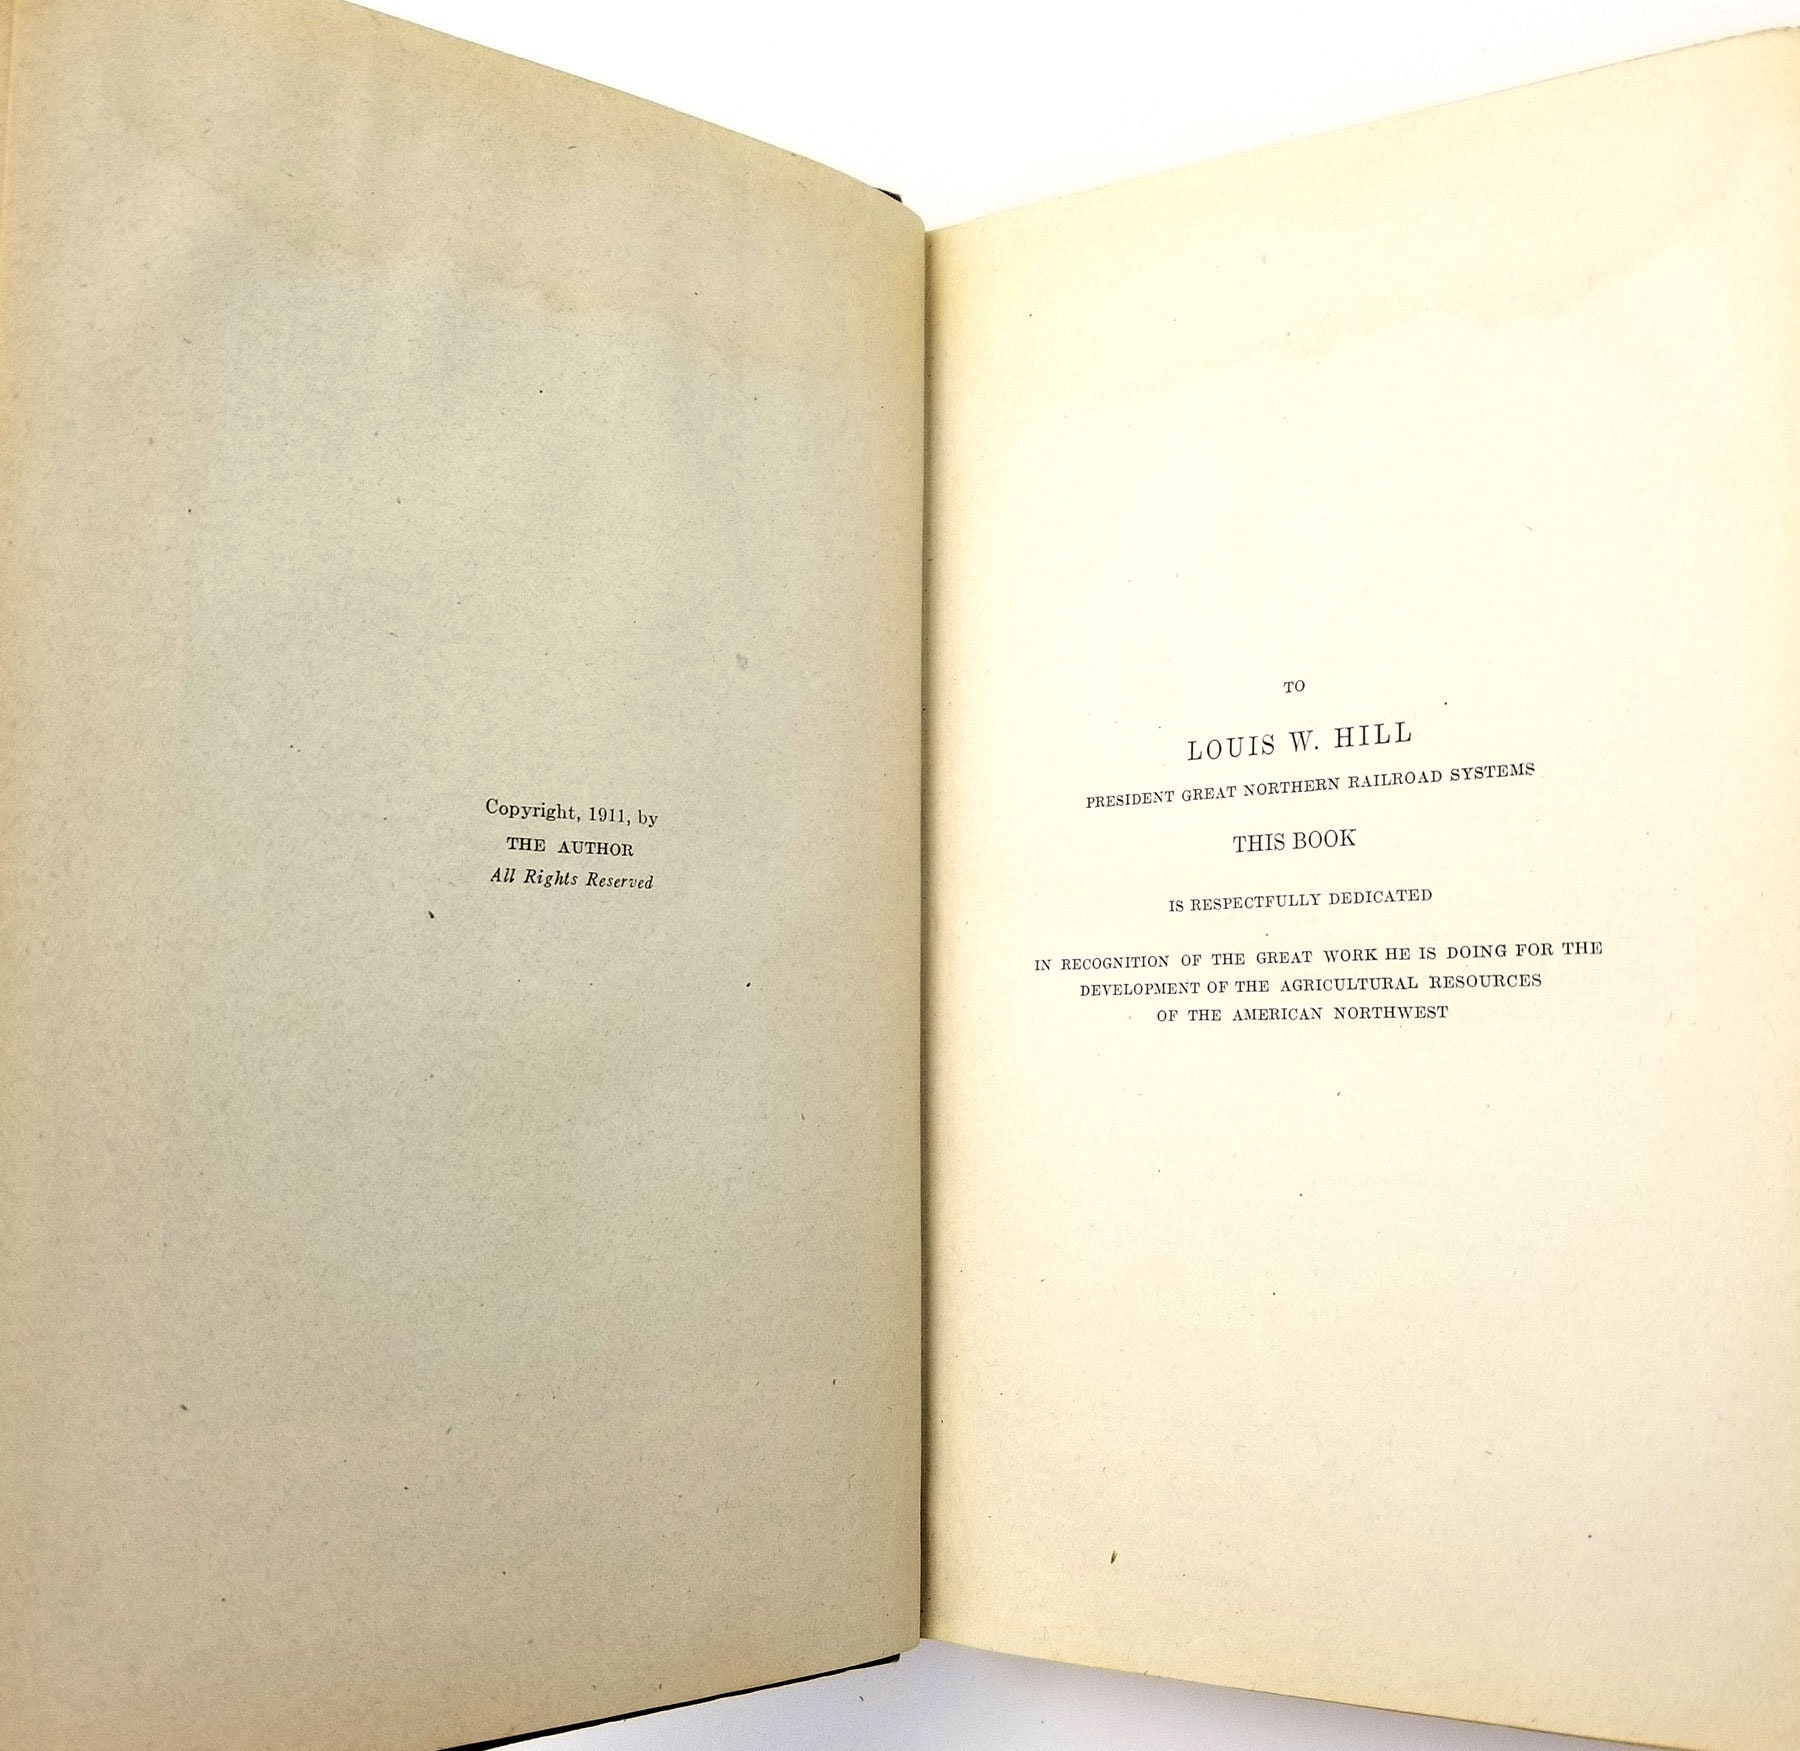 Copyright, 1911, by
THE AUTHOR
All Rights Reserved
TO
LOUIS W. HILL
PRESIDENT GREAT NORTHERN RAILROAD SYSTEMS
THIS BOOK
IS RESPECTFULLY DEDICATED
IN RECOGNITION OF THE GREAT WORK HE IS DOING FOR THE
DEVELOPMENT OF THE AGRICULTURAL RESOURCES
OF THE AMERICAN NORTHWEST